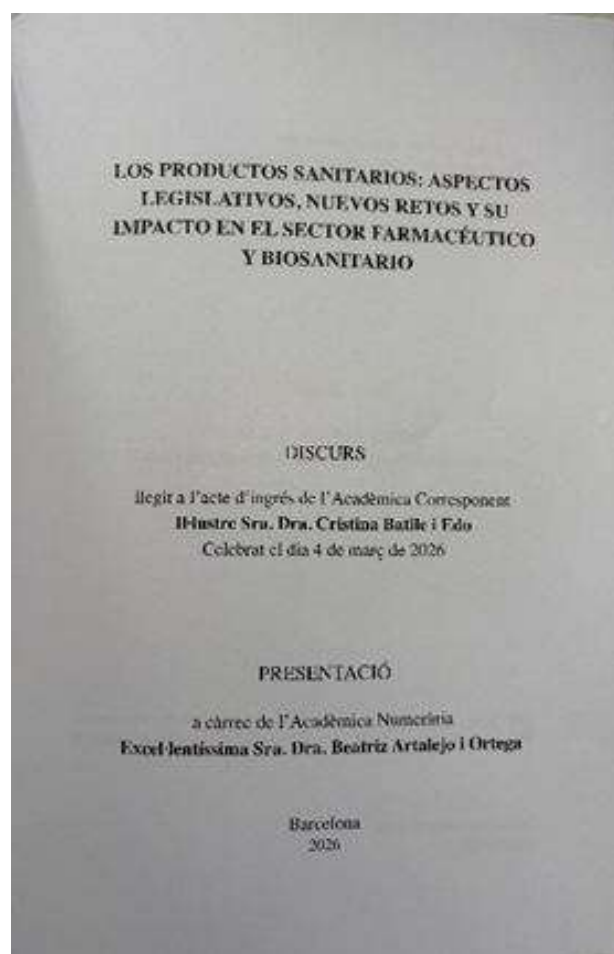 LOS PRODUCTOS SANITARIOS: ASPECTOS
LEGISLATIVOS, NUEVOS RETOS Y SU
IMPACTO EN EL SECTOR FARMACÉUTICO
Y BIOSANITARIO
DISCURS
llegit a l’acte d’ingrés de l’Acadèmica Corresponent
Il·lustre Sra. Dra. Cristina Batlle i Edo
Celebrat el dia 4 de març de 2026
PRESENTACIÓ
a càrrec de l’Acadèmica Numerària
Excel·lentíssima Sra. Dra. Beatriz Artalejo i Ortega
Barcelona
2026